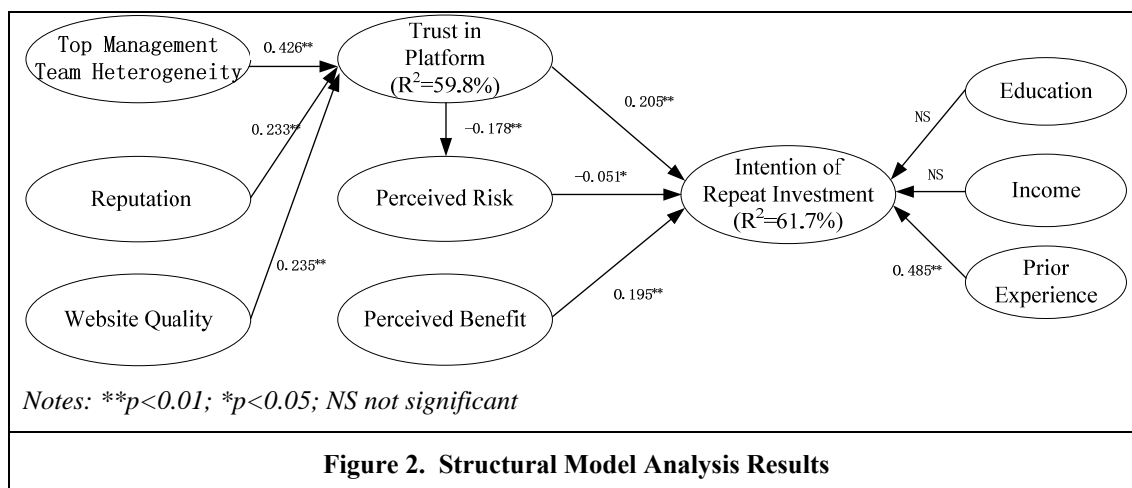 Top Management
Team Heterogeneity
0.426**
Trust in
Platform
(R²=59.8%)
Education
0.205**
NS
0.233**
-0.178**
Reputation
Perceived Risk
-0.051*
Intention of
Repeat Investment
(R²=61.7%)
NS
Income
0.235**
0.195**
0.485**
Website Quality
Perceived Benefit
Prior
Experience
Notes: **p<0.01; *p<0.05; NS not significant
Figure 2. Structural Model Analysis Results